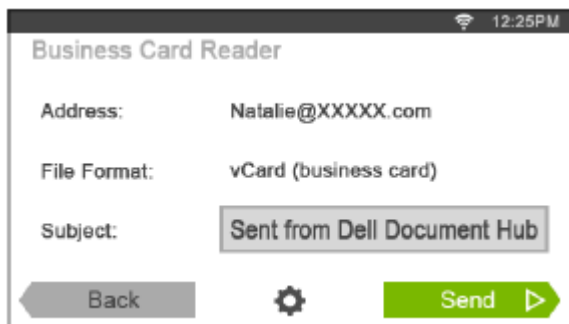 12:25PM
Business Card Reader
Address: Natalie@XXXXX.com
File Format: vCard (business card)
Subject: Sent from Dell Document Hub
Back Send